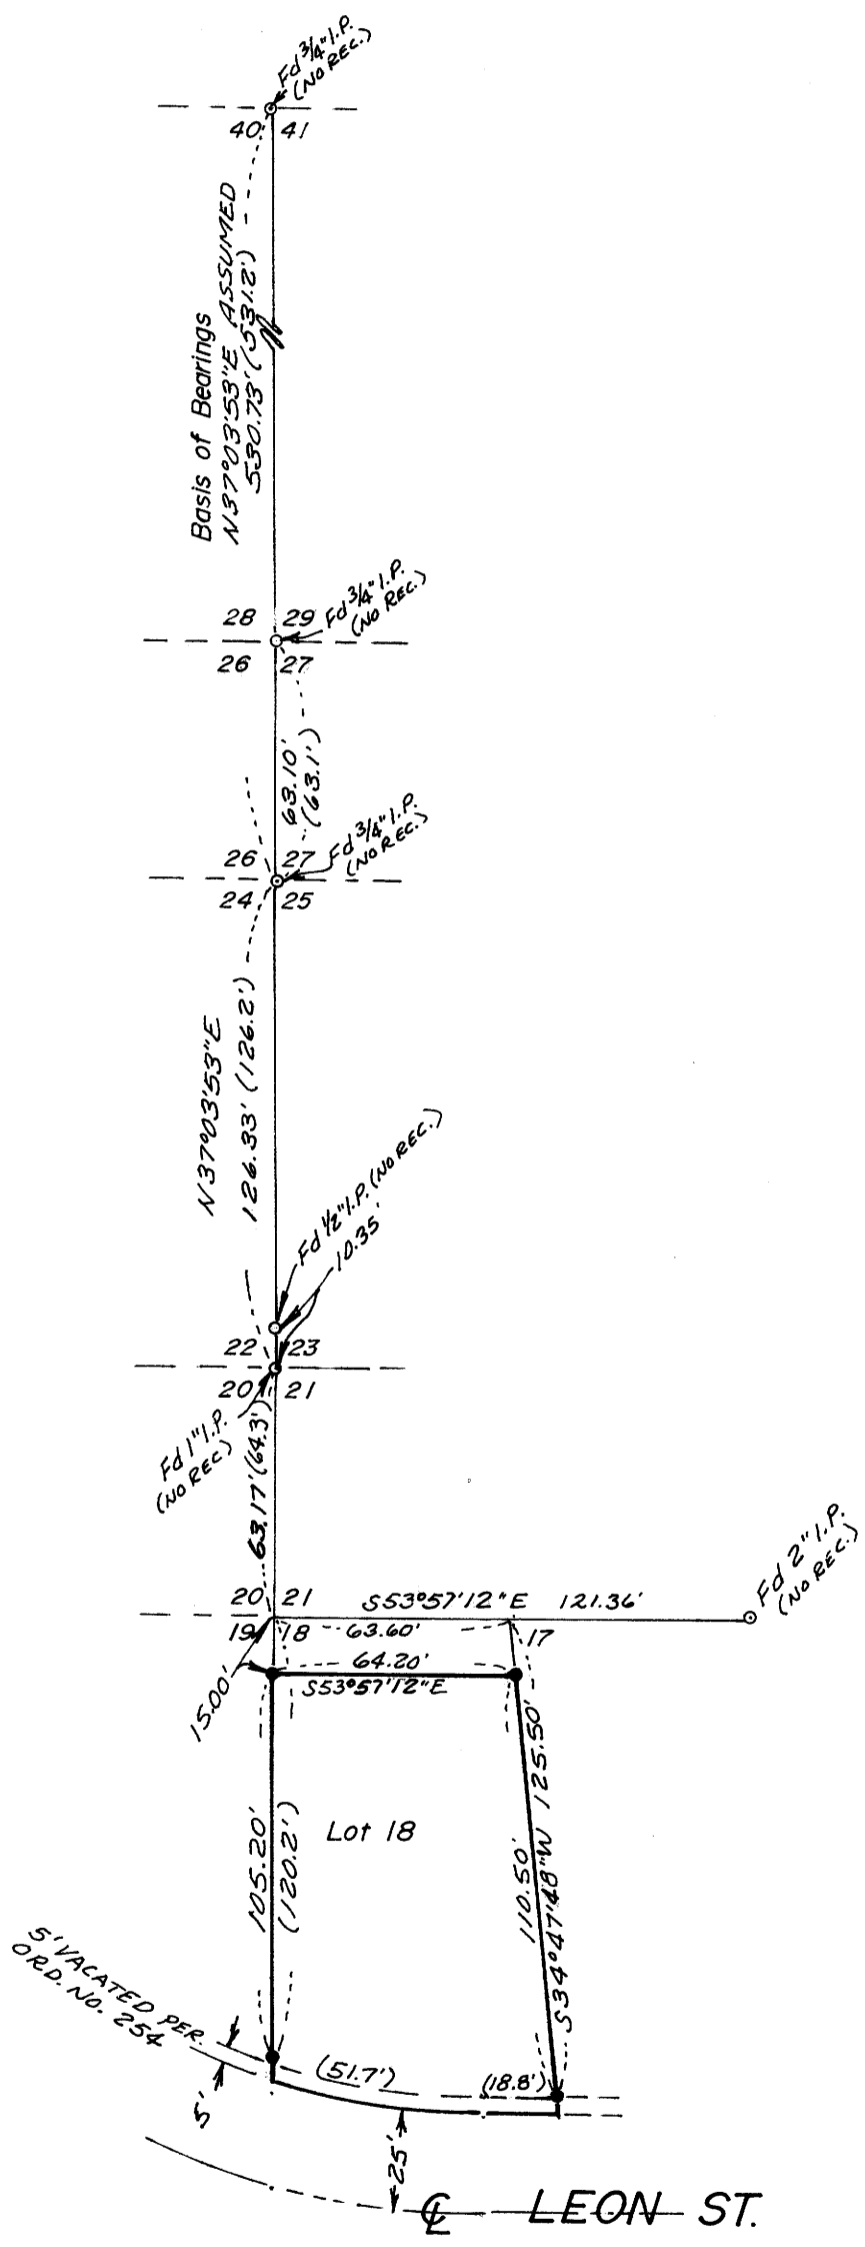 Fd 3/4" I.P.
(NO REC.)
40 41
Basis of Bearings
N37°03'53"E ASSUMED
530.73' (531.2')
28 29
Fd 3/4" I.P.
(NO REC.)
26 27
63.10'
(63.1')
26 27
Fd 3/4" I.P.
(NO REC.)
24 25
N37°03'53"E
126.33' (126.2')
Fd 1/2" I.P. (NO REC.)
10.35'
22 23
20 21
Fd 1" I.P.
(NO REC)
63.17' (64.3')
20 21
S53°57'12"E 121.36'
Fd 2" I.P.
(NO REC.)
19 18
63.60'
17
64.20'
S53°57'12"E
15.00'
105.20'
(120.2')
Lot 18
110.50'
S34°47'48"W 125.50'
5' VACATED PER.
ORD. NO. 254
(51.7')
(18.8')
5'
25'
℄ LEON ST.